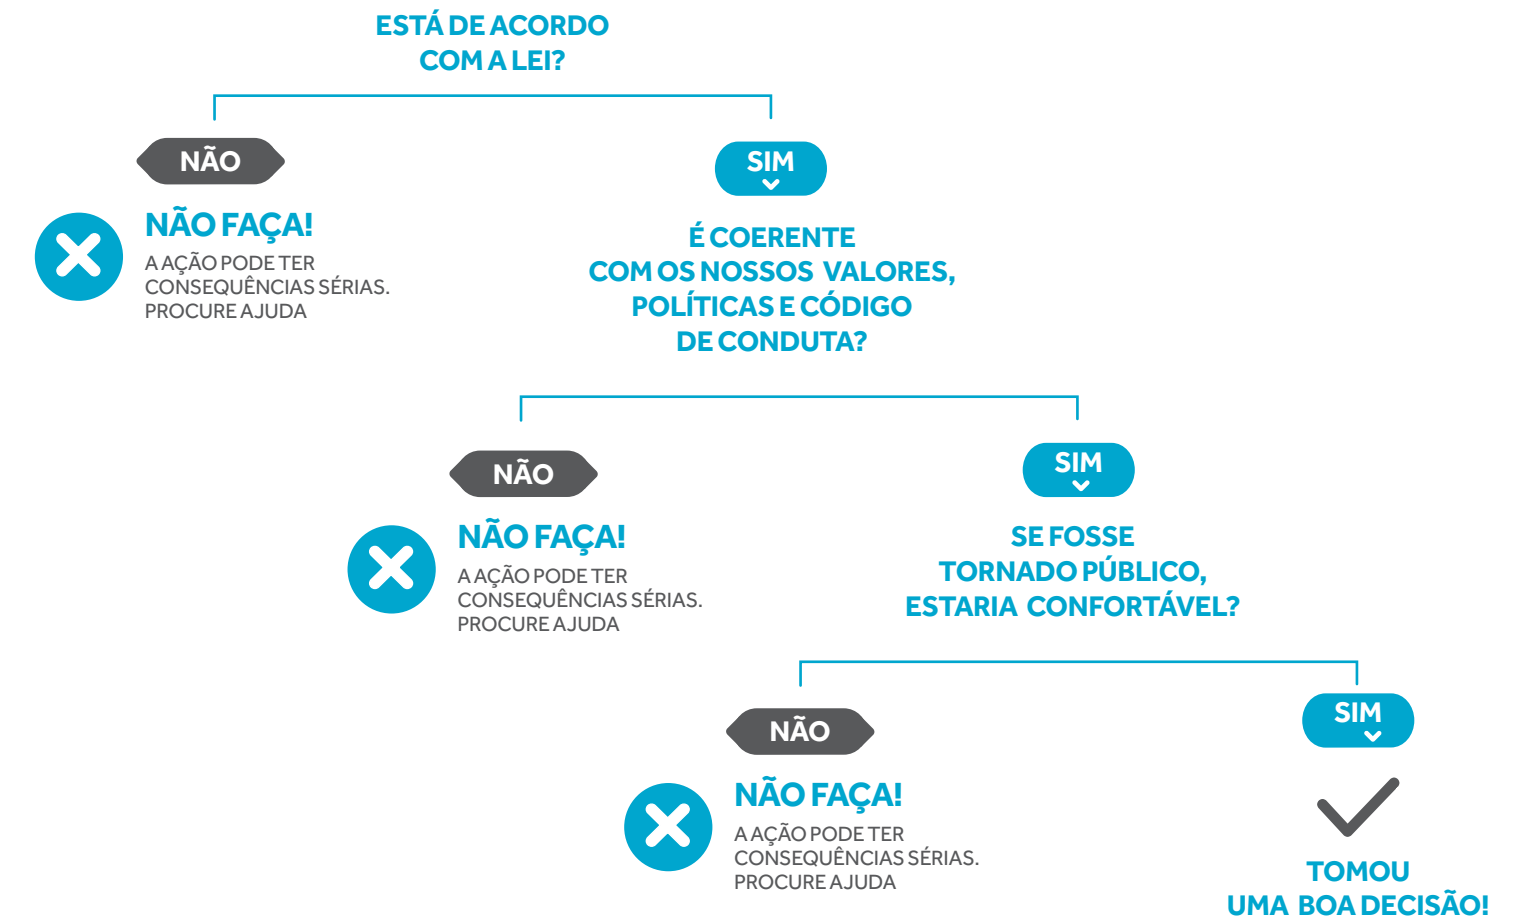 ESTÁ DE ACORDO
COM A LEI?
NÃO
NÃO FAÇA!
A AÇÃO PODE TER
CONSEQUÊNCIAS SÉRIAS.
PROCURE AJUDA
SIM
É COERENTE
COM OS NOSSOS VALORES,
POLÍTICAS E CÓDIGO
DE CONDUTA?
NÃO
NÃO FAÇA!
A AÇÃO PODE TER
CONSEQUÊNCIAS SÉRIAS.
PROCURE AJUDA
SIM
SE FOSSE
TORNADO PÚBLICO,
ESTARIA CONFORTÁVEL?
NÃO
NÃO FAÇA!
A AÇÃO PODE TER
CONSEQUÊNCIAS SÉRIAS.
PROCURE AJUDA
SIM
TOMOU
UMA BOA DECISÃO!